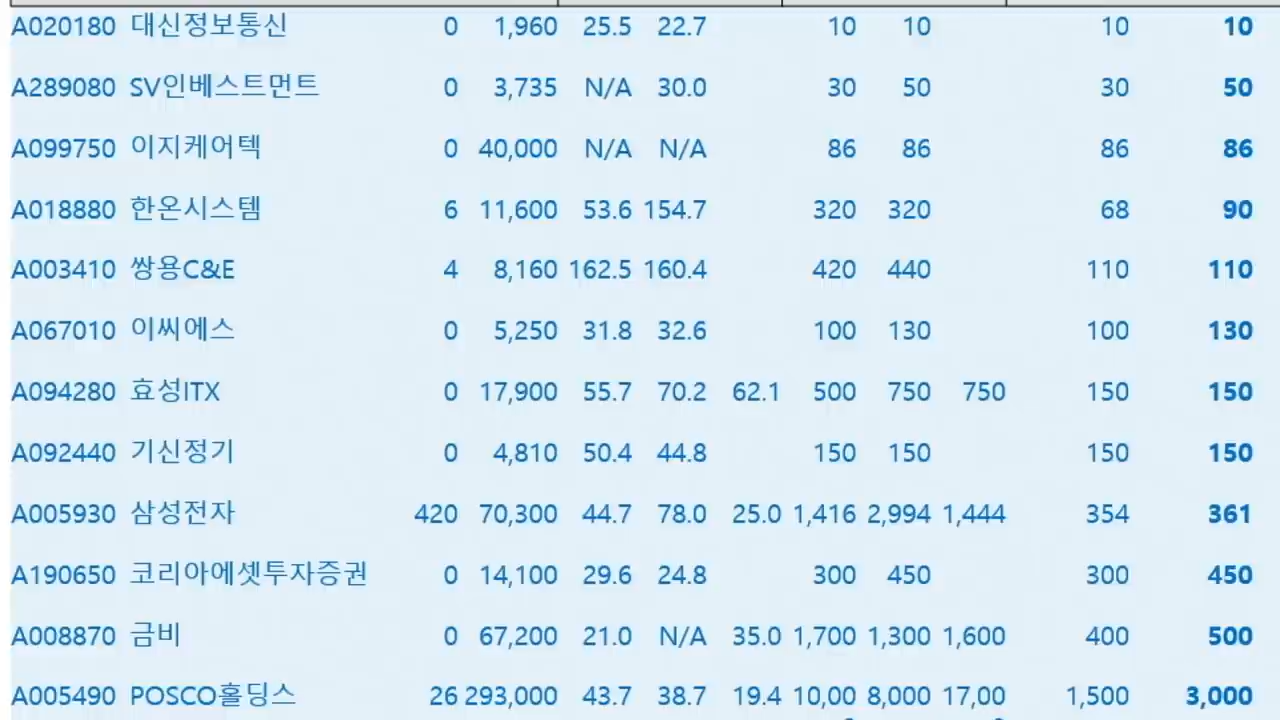 A020180 대신정보통신 0 1,960 25.5 22.7 10 10 10 10
A289080 SV인베스트먼트 0 3,735 N/A 30.0 30 50 30 50
A099750 이지케어텍 0 40,000 N/A N/A 86 86 86 86
A018880 한온시스템 6 11,600 53.6 154.7 320 320 68 90
A003410 쌍용C&E 4 8,160 162.5 160.4 420 440 110 110
A067010 이씨에스 0 5,250 31.8 32.6 100 130 100 130
A094280 효성ITX 0 17,900 55.7 70.2 62.1 500 750 750 150 150
A092440 기신정기 0 4,810 50.4 44.8 150 150 150 150
A005930 삼성전자 420 70,300 44.7 78.0 25.0 1,416 2,994 1,444 354 361
A190650 코리아에셋투자증권 0 14,100 29.6 24.8 300 450 300 450
A008870 금비 0 67,200 21.0 N/A 35.0 1,700 1,300 1,600 400 500
A005490 POSCO홀딩스 26 293,000 43.7 38.7 19.4 10,00 8,000 17,00 1,500 3,000